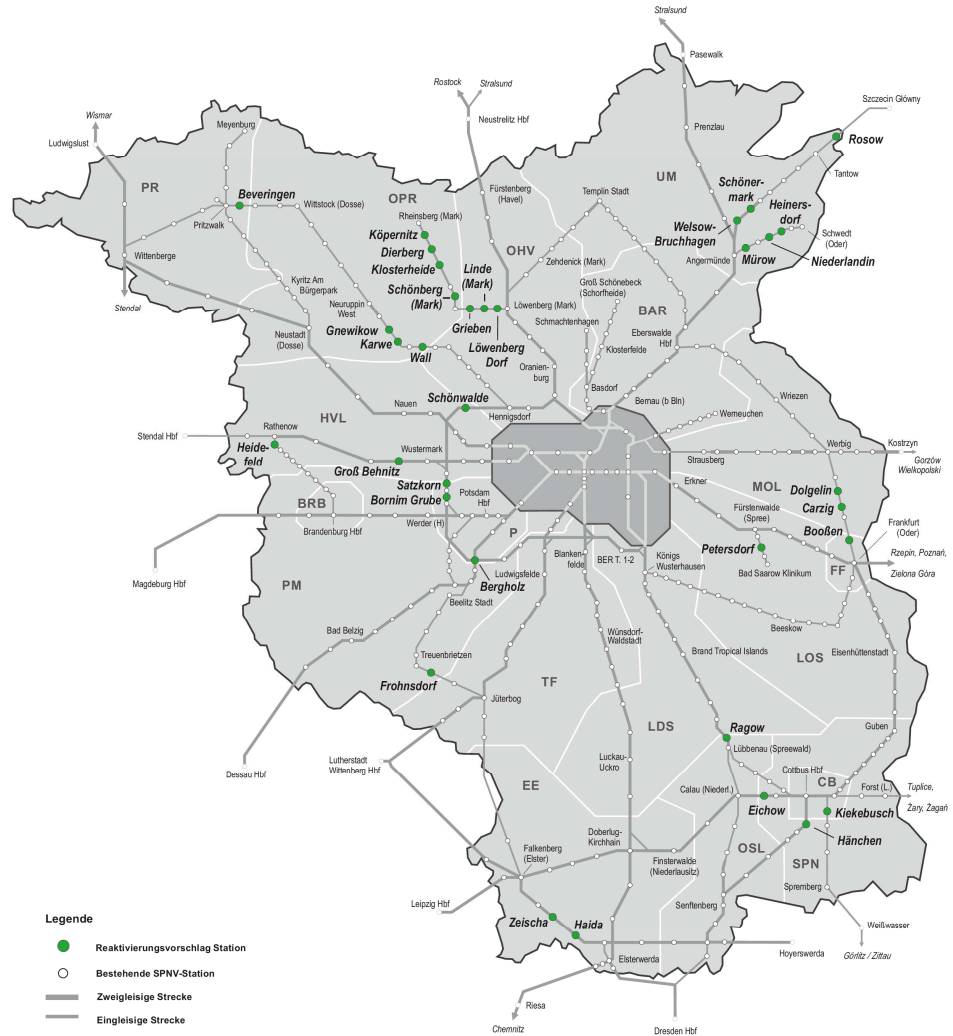 Stralsund
Pasewalk
Rostock
Stralsund
Szczecin Główny
Wismar
Neustrelitz Hbf
Ludwigslust
Meyenburg
Prenzlau
Rosow
PR
UM
Tantow
Beveringen
OPR
Fürstenberg
(Havel)
Templin Stadt
Schöner-
mark
Heiners-
dorf
Wittstock (Dosse)
Rheinsberg (Mark)
Pritzwalk
Köpernitz
Welsow-
Bruchhagen
Schwedt
(Oder)
Dierberg
OHV
Wittenberge
Klosterheide
Linde
(Mark)
Zehdenick (Mark)
Angermünde
Mürow
Niederlandin
Kyritz Am
Bürgerpark
Groß Schönebeck
(Schorfheide)
Schönberg
(Mark)
Stendal
Neuruppin
West
Löwenberg (Mark)
BAR
Gnewikow
Grieben
Schmachtenhagen
Neustadt
(Dosse)
Karwe
Löwenberg
Dorf
Eberswalde
Hbf
Wall
Klosterfelde
Oranien-
burg
Basdorf
Schönwalde
Bernau (b Bln)
Wriezen
Nauen
HVL
Hennigsdorf
Werneuchen
Rathenow
Stendal Hbf
Wustermark
Werbig
Kostrzyn
Heide-
feld
Strausberg
Gorzów
Wielkopolski
Groß Behnitz
Erkner
Satzkorn
MOL
Dolgelin
BRB
Bornim Grube
Potsdam
Hbf
Fürstenwalde
(Spree)
Carzig
Werder (H)
Frankfurt
(Oder)
Brandenburg Hbf
P
Booßen
Petersdorf
Blanken-
felde
BER T. 1-2
Königs
Wusterhausen
Rzepin, Poznań,
Zielona Góra
Magdeburg Hbf
Ludwigsfelde
Bad Saarow Klinikum
FF
PM
Bergholz
Beelitz Stadt
Beeskow
Bad Belzig
Wünsdorf-
Waldstadt
Brand Tropical Islands
LOS
Eisenhüttenstadt
Treuenbrietzen
TF
Frohnsdorf
Jüterbog
LDS
Ragow
Guben
Lübbenau (Spreewald)
Lutherstadt
Wittenberg Hbf
Luckau-
Uckro
Dessau Hbf
Cottbus Hbf
CB
EE
Calau (Niederl.)
Forst (L.)
Tuplice,
Żary, Żagań
Eichow
Kiekebusch
Doberlug-
Kirchhain
Hänchen
OSL
Falkenberg
(Elster)
Finsterwalde
(Niederlausitz)
SPN
Spremberg
Leipzig Hbf
Senftenberg
Weißwasser
Legende
Zeischa
Haida
Reaktivierungsvorschlag Station
Hoyerswerda
Görlitz / Zittau
Elsterwerda
Bestehende SPNV-Station
Zweigleisige Strecke
Riesa
Eingleisige Strecke
Chemnitz
Dresden Hbf